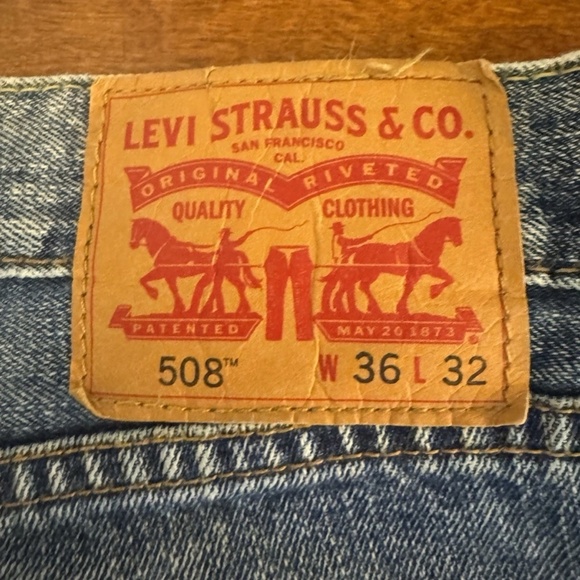 LEVI STRAUSS & CO.
SAN FRANCISCO
CAL.
ORIGINAL RIVETED
QUALITY CLOTHING
PATENTED MAY 20 1873
508™ W 36 L 32